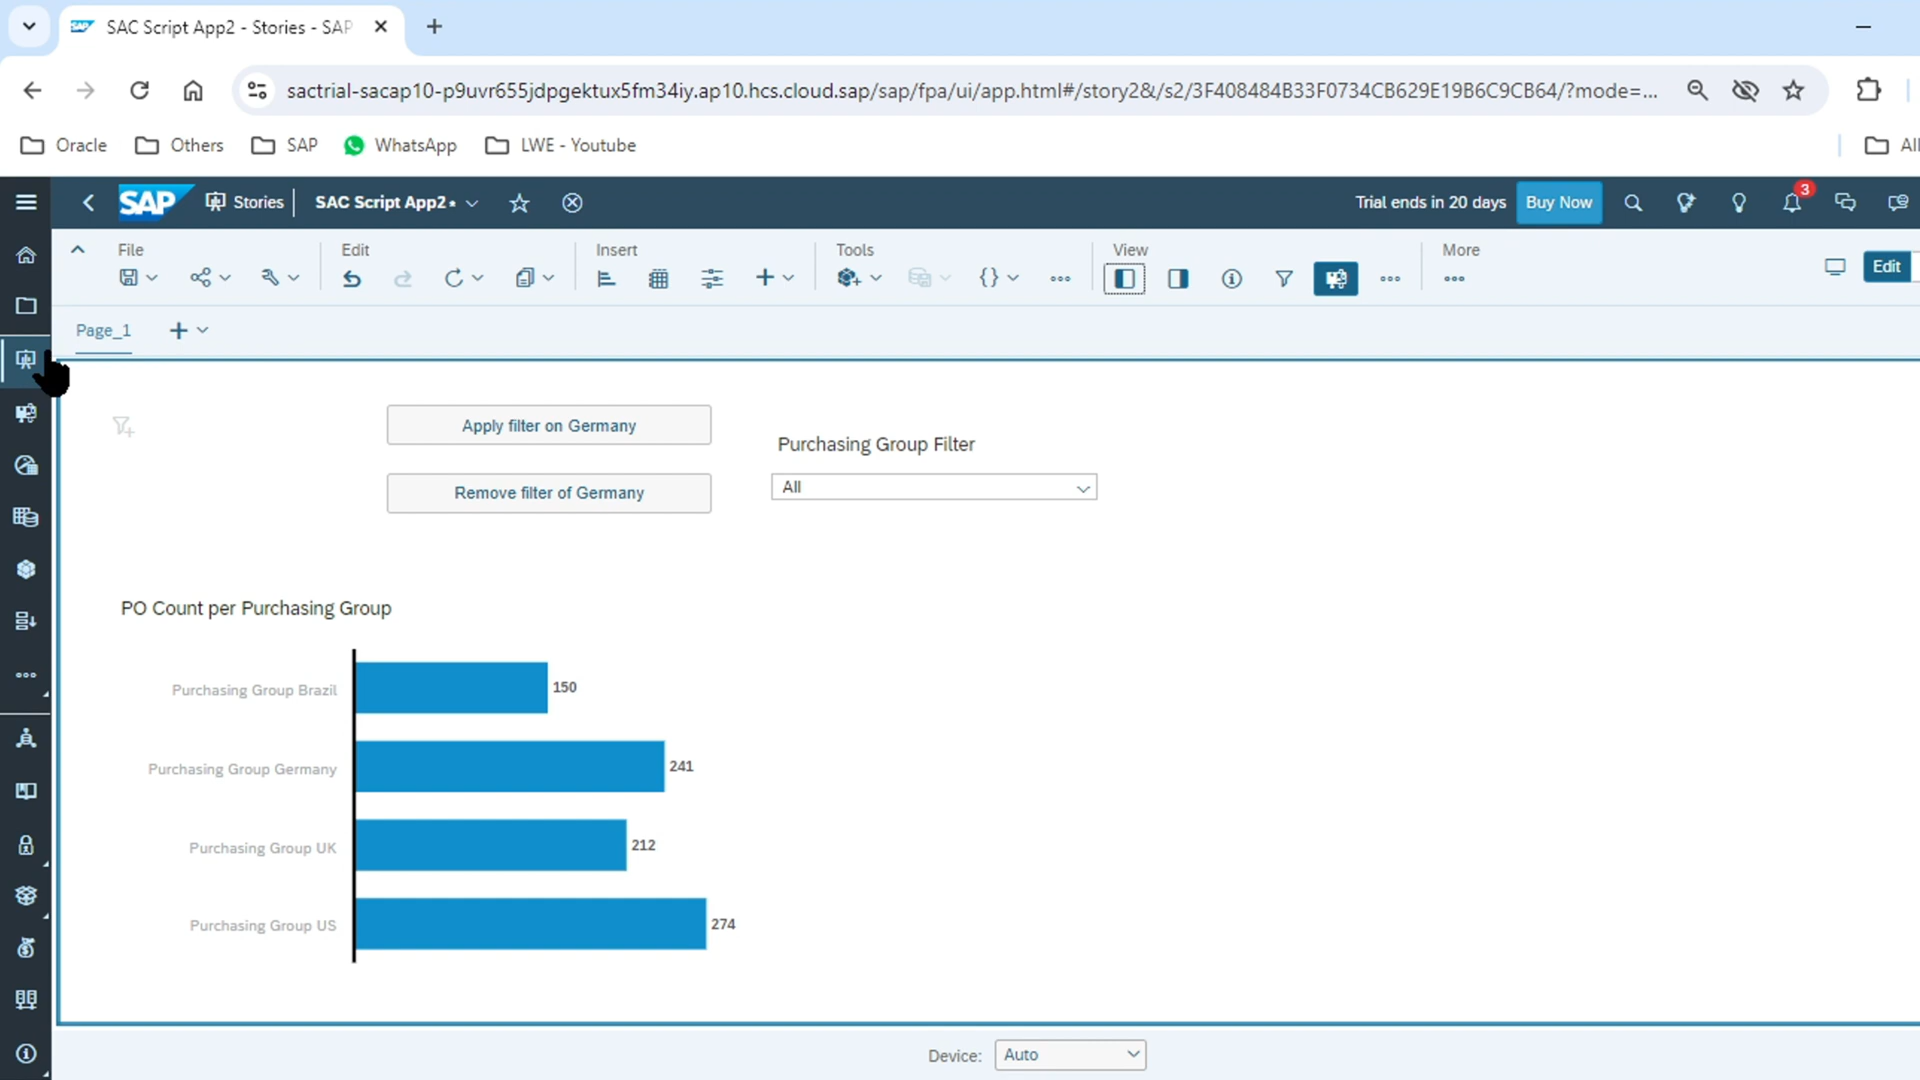 SAC Script App2 - Stories - SAP
sactrial-sacap10-p9uvr655jdpgektux5fm34iy.ap10.hcs.cloud.sap/sap/fpa/ui/app.html#/story2&/s2/3F408484B33F0734CB629E19B6C9CB64/?mode=...
Oracle Others SAP WhatsApp LWE - Youtube All
SAP Stories SAC Script App2* Trial ends in 20 days Buy Now 3
File Edit Insert Tools View More
Edit
Page_1
Apply filter on Germany
Purchasing Group Filter
All
Remove filter of Germany
PO Count per Purchasing Group
Purchasing Group Brazil 150
Purchasing Group Germany 241
Purchasing Group UK 212
Purchasing Group US 274
Device: Auto